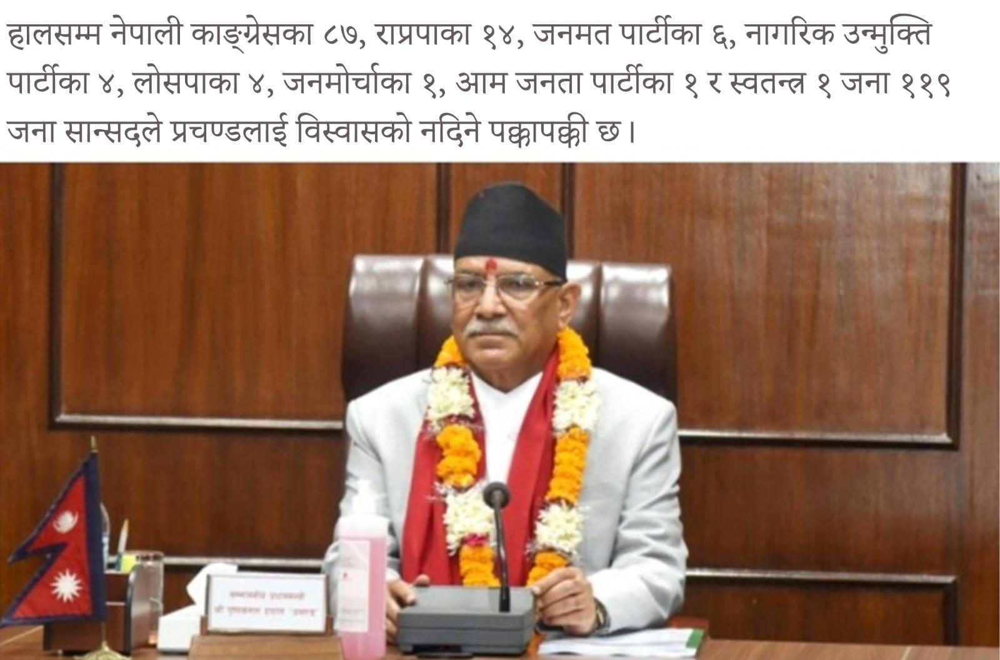 हालसम्म नेपाली काङ्ग्रेसका ८७, राप्रपाका १४, जनमत पार्टीका ६, नागरिक उन्मुक्ति
पार्टीका ४, लोसपाका ४, जनमोर्चाका १, आम जनता पार्टीका १ र स्वतन्त्र १ जना ११९
जना सान्सदले प्रचण्डलाई विस्वासको नदिने पक्कापक्की छ।
सम्माननीय प्रधानमन्त्री
श्री पुष्पकमल दाहाल "प्रचण्ड"